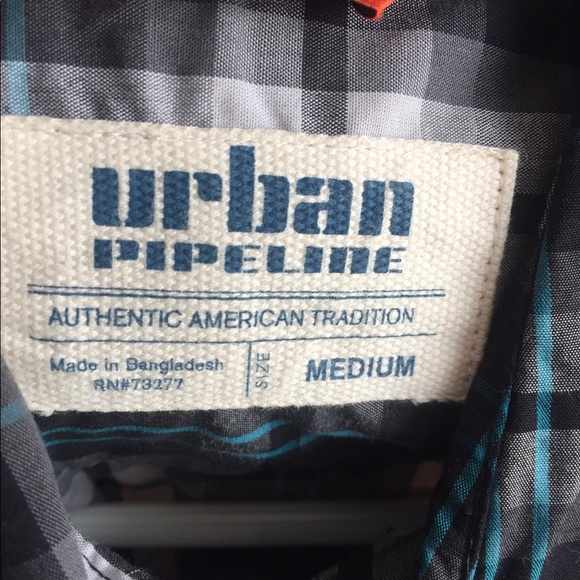 urban
PIPELINE
AUTHENTIC AMERICAN TRADITION
Made in Bangladesh
RN#73277
SIZE
MEDIUM